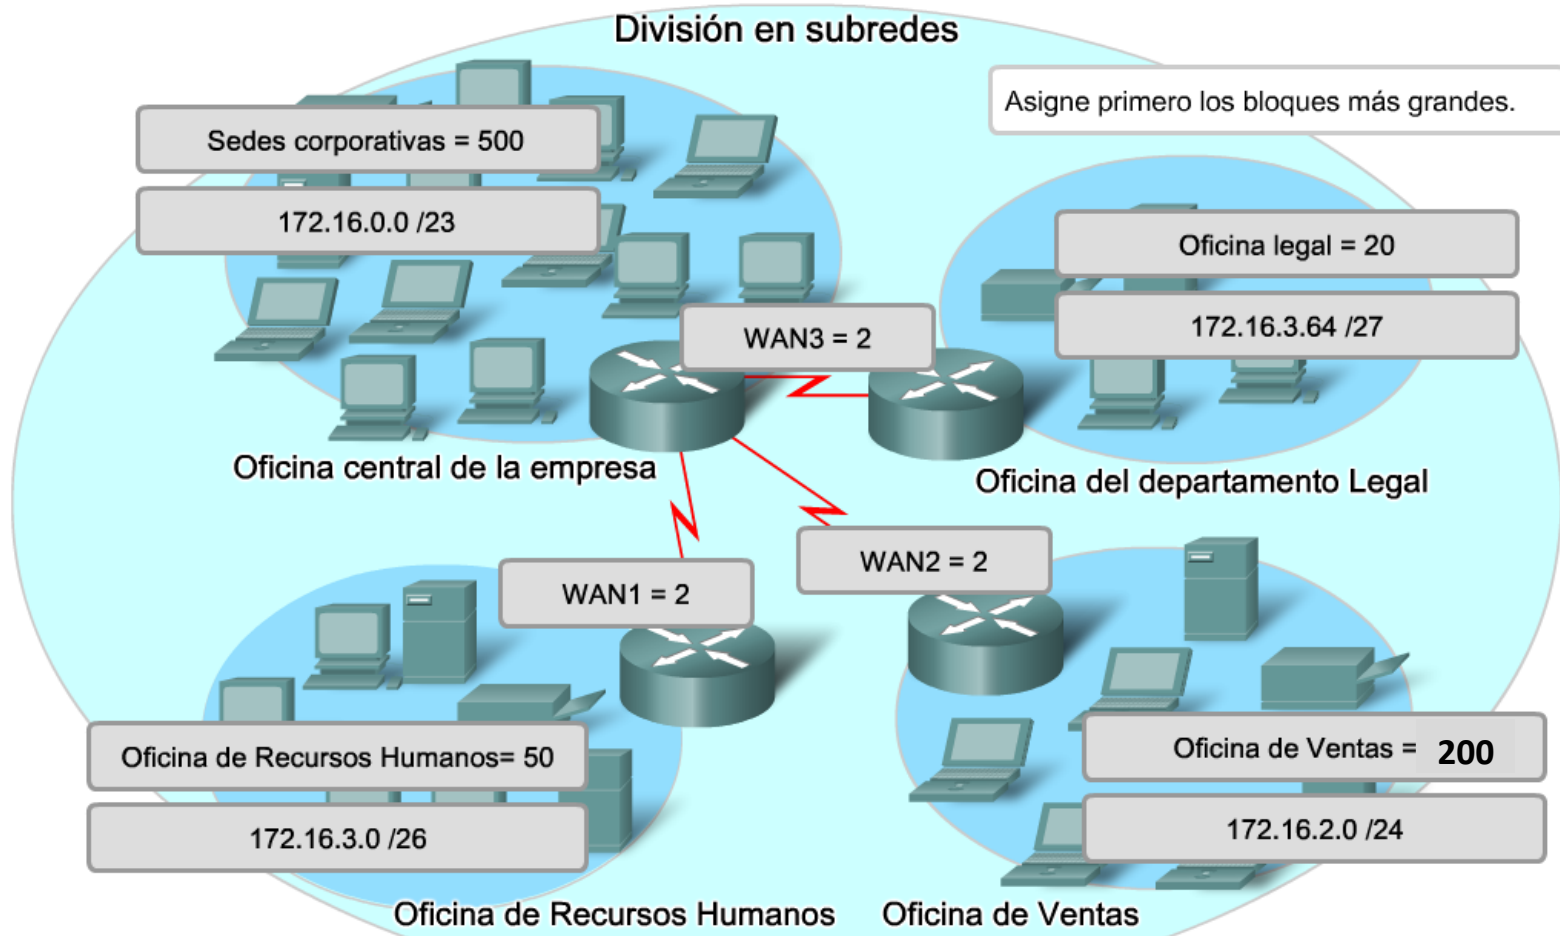 División en subredes
Asigne primero los bloques más grandes.
Sedes corporativas = 500
172.16.0.0 /23
Oficina legal = 20
172.16.3.64 /27
WAN3 = 2
Oficina central de la empresa
Oficina del departamento Legal
WAN1 = 2
WAN2 = 2
Oficina de Recursos Humanos= 50
172.16.3.0 /26
Oficina de Ventas = 200
172.16.2.0 /24
Oficina de Recursos Humanos
Oficina de Ventas